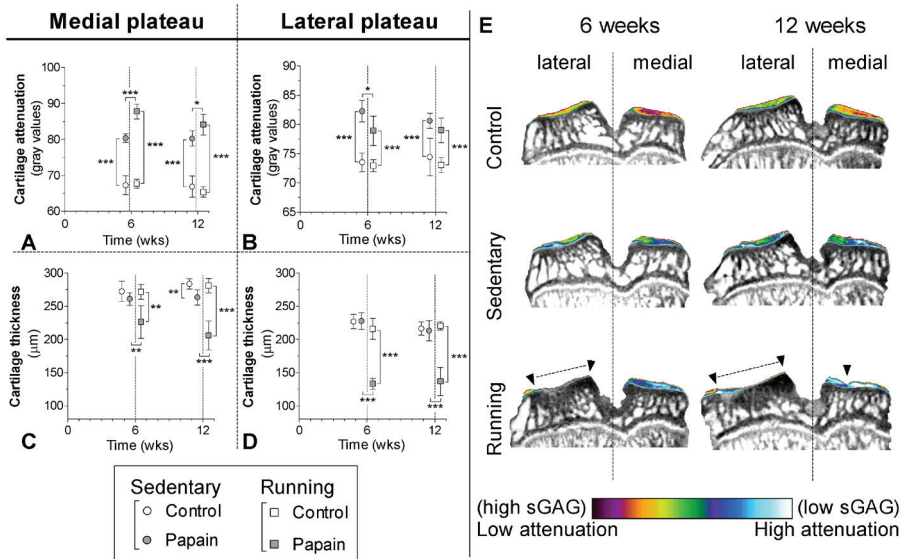 Medial plateau
Lateral plateau
Cartilage attenuation
(gray values)
100
90
80
70
60
***
*
***
***
***
***
0
6
12
Time (wks)
A
Cartilage attenuation
(gray values)
90
85
80
75
70
65
*
***
***
***
***
0
6
12
Time (wks)
B
Cartilage thickness
(µm)
300
250
200
150
100
**
**
***
**
***
0
6
12
Time (wks)
C
Cartilage thickness
(µm)
300
250
200
150
100
***
***
***
***
0
6
12
Time (wks)
D
Sedentary
Control
Papain
Running
Control
Papain
E
6 weeks
12 weeks
lateral
medial
lateral
medial
Control
Sedentary
Running
(high sGAG)
(low sGAG)
Low attenuation
High attenuation